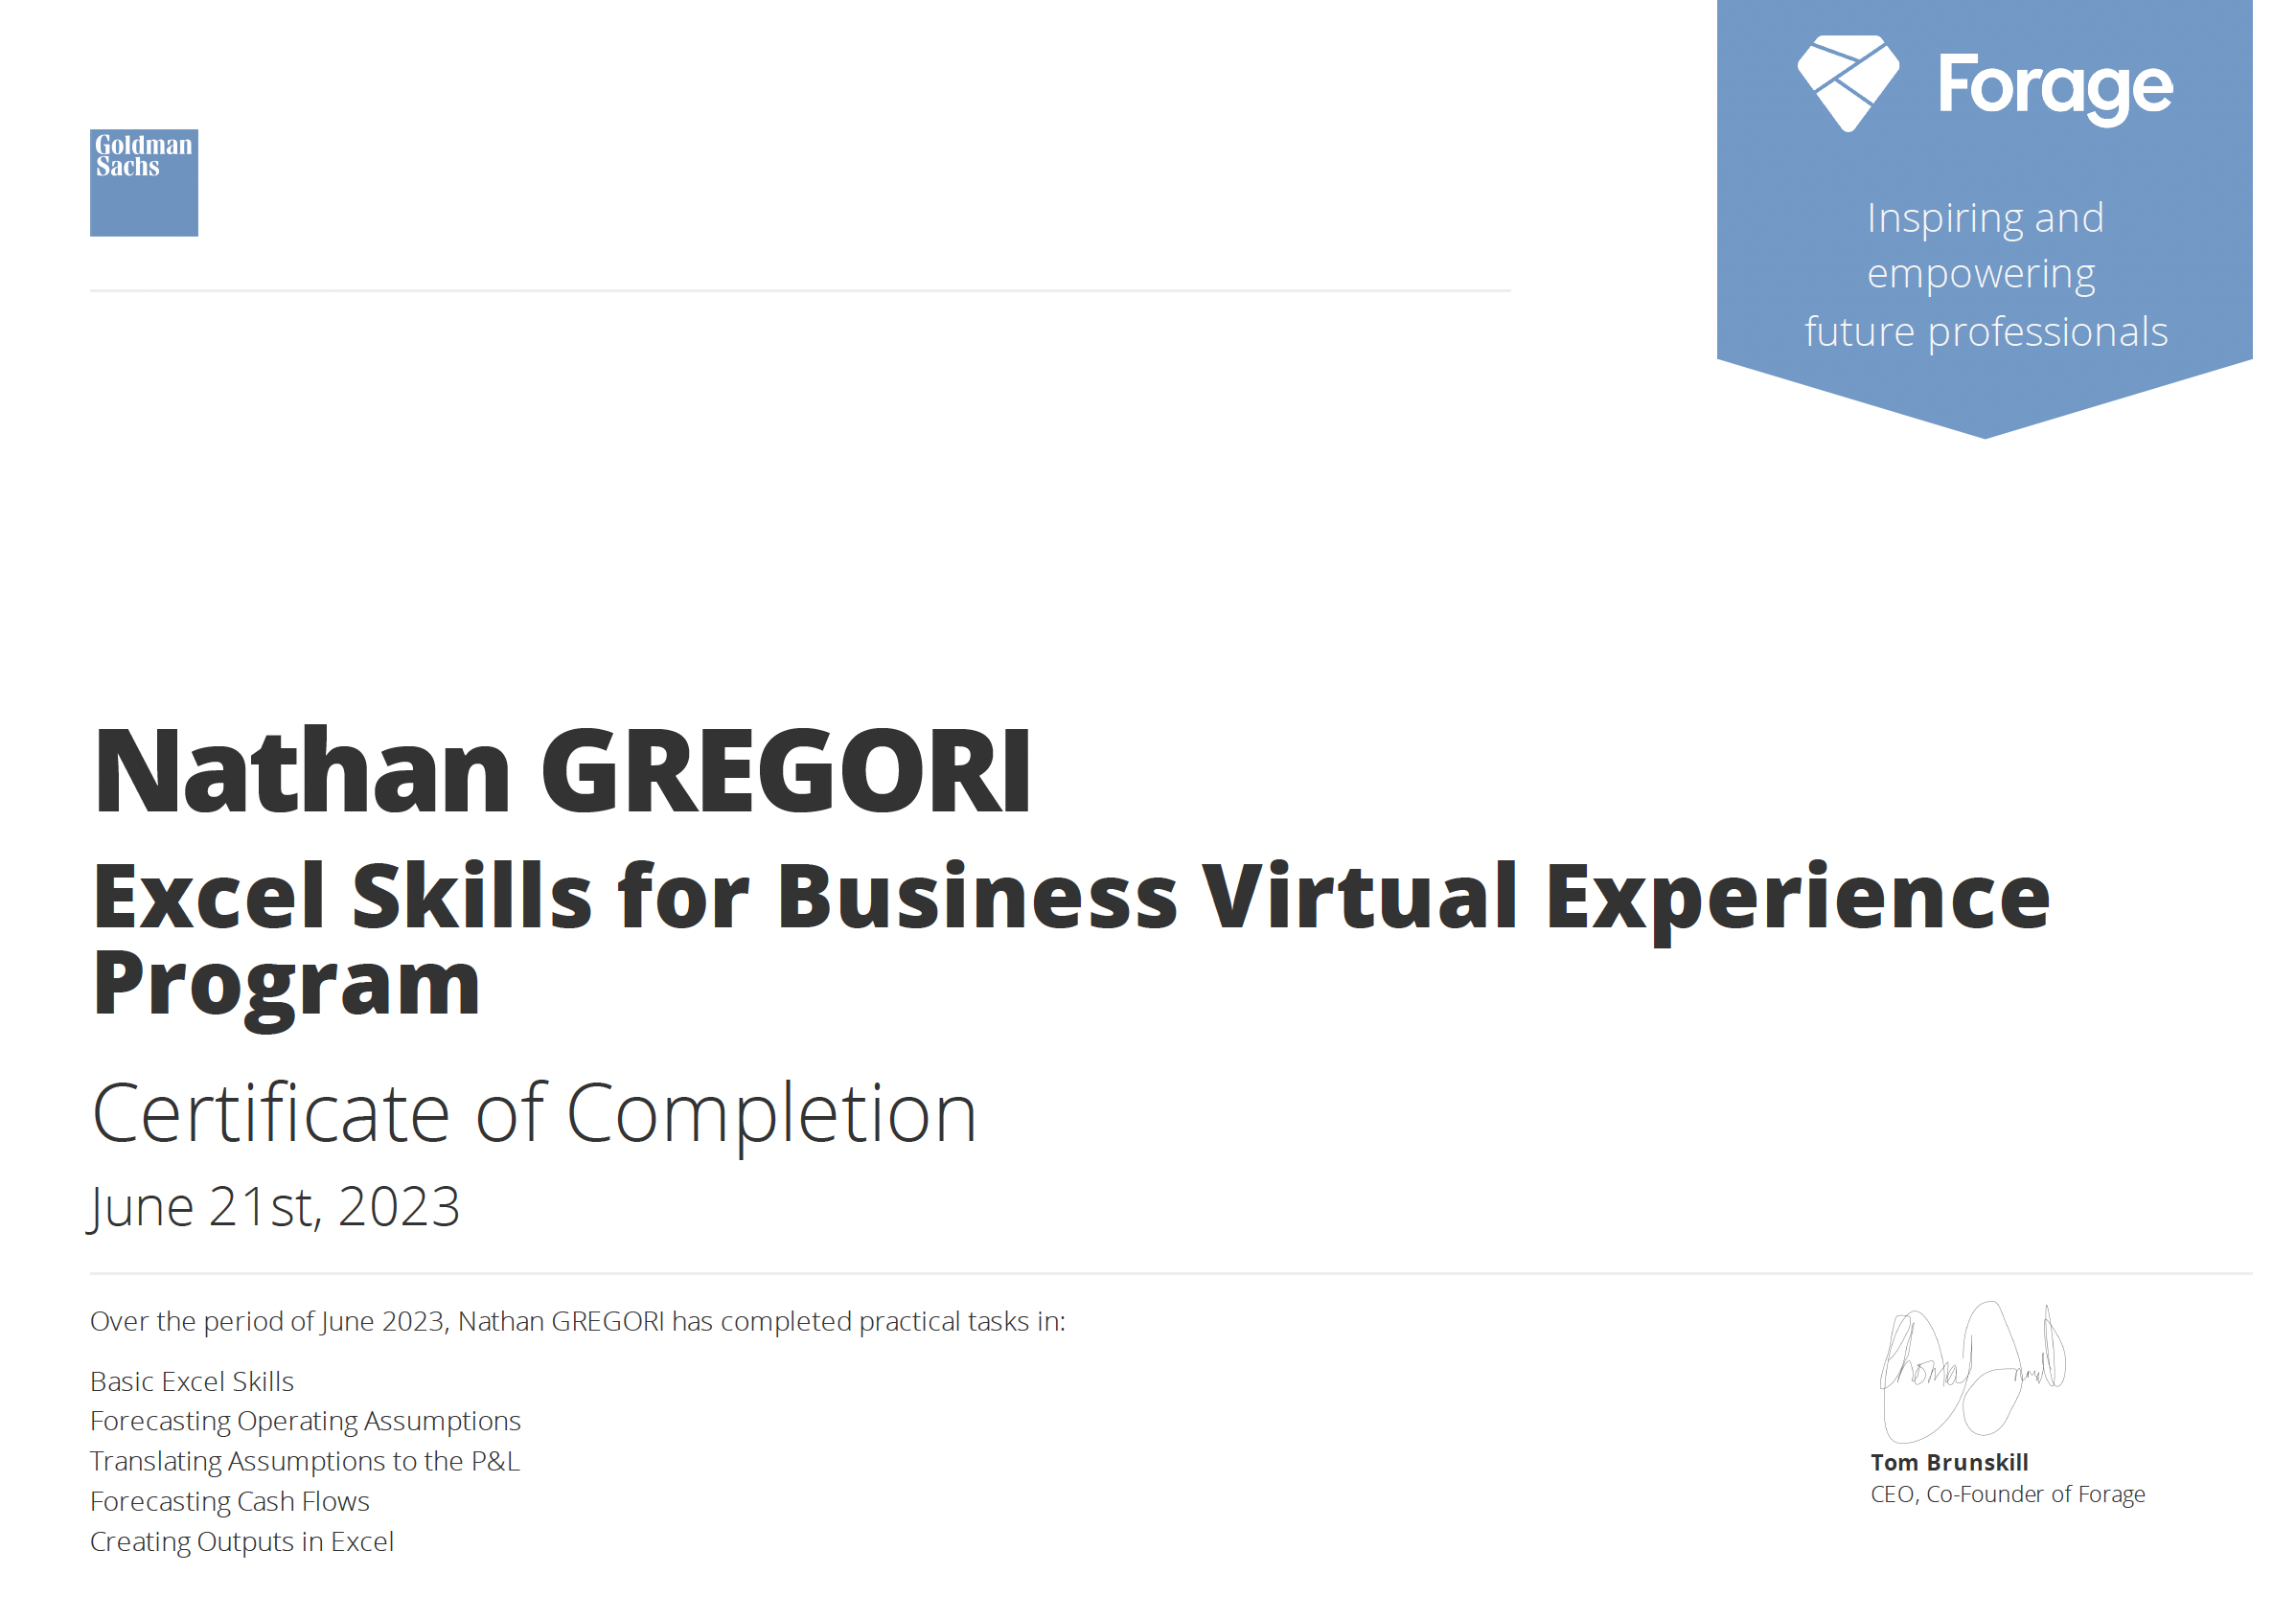 Goldman
Sachs
Forage
Inspiring and
empowering
future professionals
Nathan GREGORI
Excel Skills for Business Virtual Experience
Program
Certificate of Completion
June 21st, 2023
Over the period of June 2023, Nathan GREGORI has completed practical tasks in:
Basic Excel Skills
Forecasting Operating Assumptions
Translating Assumptions to the P&L
Forecasting Cash Flows
Creating Outputs in Excel
Tom Brunskill
CEO, Co-Founder of Forage